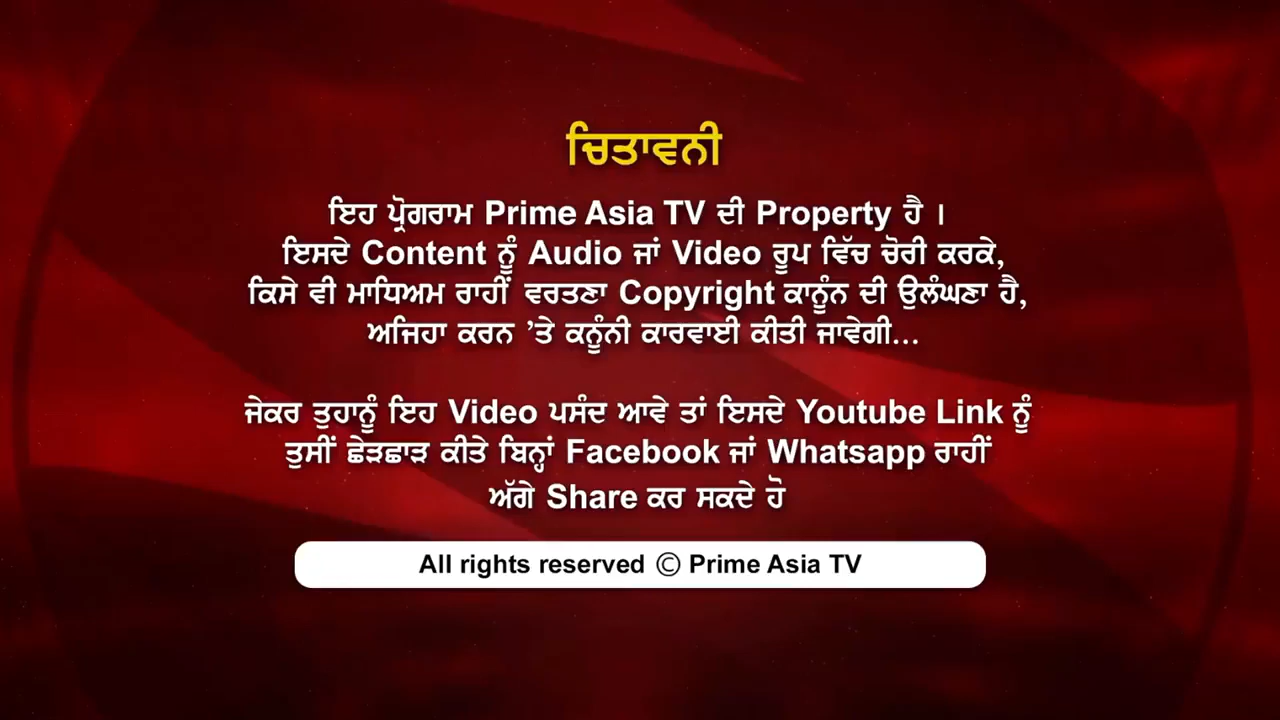 ਚਿਤਾਵਨੀ
ਇਹ ਪ੍ਰੋਗਰਾਮ Prime Asia TV ਦੀ Property ਹੈ ।
ਇਸਦੇ Content ਨੂੰ Audio ਜਾਂ Video ਰੂਪ ਵਿੱਚ ਚੋਰੀ ਕਰਕੇ,
ਕਿਸੇ ਵੀ ਮਾਧਿਅਮ ਰਾਹੀਂ ਵਰਤਣਾ Copyright ਕਾਨੂੰਨ ਦੀ ਉਲੰਘਣਾ ਹੈ,
ਅਜਿਹਾ ਕਰਨ ’ਤੇ ਕਨੂੰਨੀ ਕਾਰਵਾਈ ਕੀਤੀ ਜਾਵੇਗੀ...
ਜੇਕਰ ਤੁਹਾਨੂੰ ਇਹ Video ਪਸੰਦ ਆਵੇ ਤਾਂ ਇਸਦੇ Youtube Link ਨੂੰ
ਤੁਸੀਂ ਛੇੜਛਾੜ ਕੀਤੇ ਬਿਨ੍ਹਾਂ Facebook ਜਾਂ Whatsapp ਰਾਹੀਂ
ਅੱਗੇ Share ਕਰ ਸਕਦੇ ਹੋ
All rights reserved © Prime Asia TV